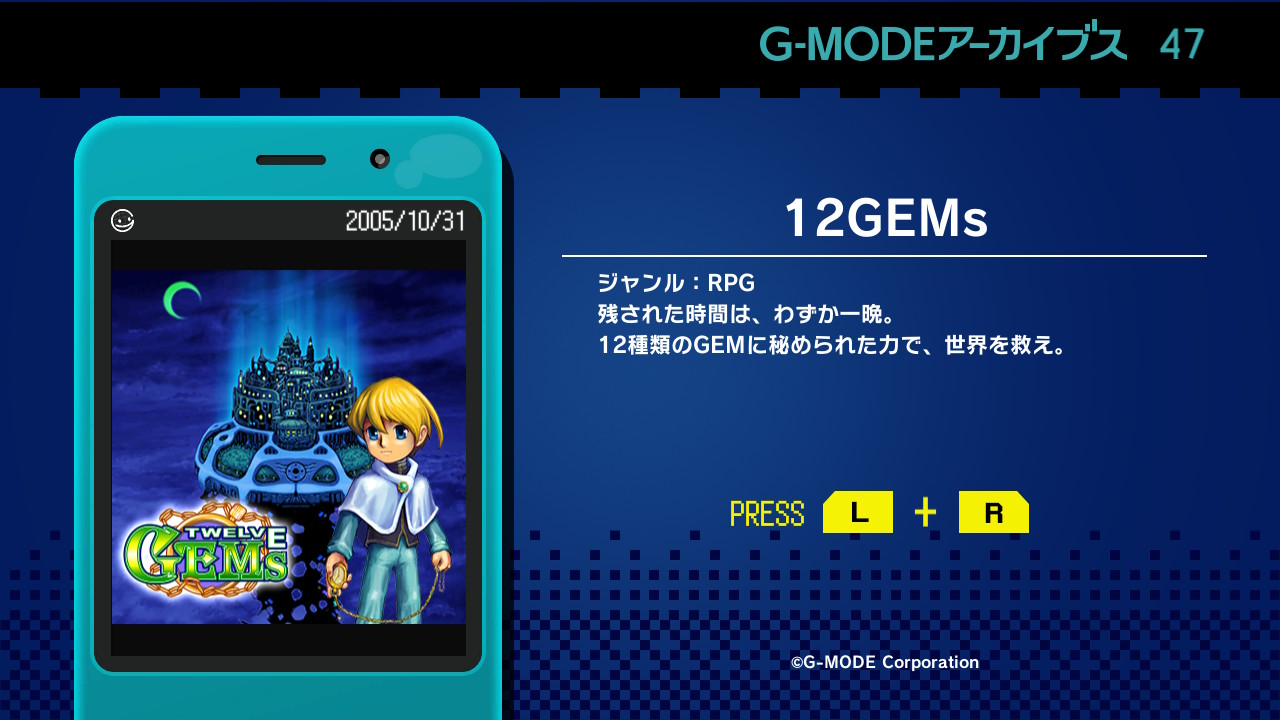 G-MODEアーカイブス 47
2005/10/31
TWELVE
GEMs
12GEMs
ジャンル：RPG
残された時間は、わずか一晩。
12種類のGEMに秘められた力で、世界を救え。
PRESS L + R
©G-MODE Corporation